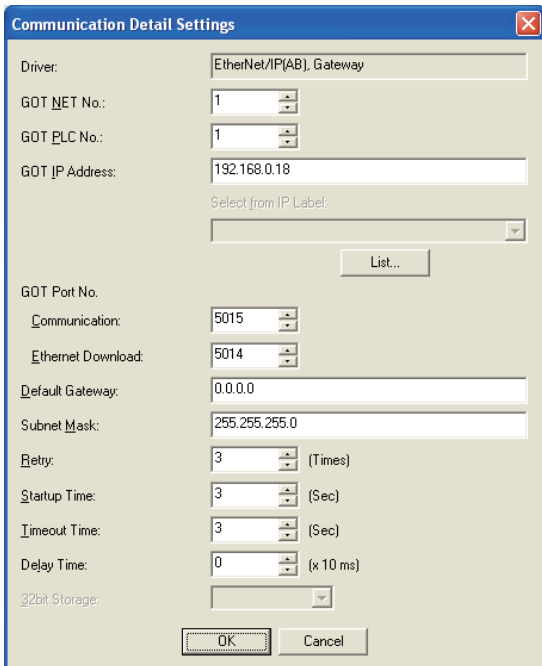 Communication Detail Settings
Driver: EtherNet/IP(AB), Gateway
GOT NET No.: 1
GOT PLC No.: 1
GOT IP Address: 192.168.0.18
Select from IP Label:
List...
GOT Port No.
Communication: 5015
Ethernet Download: 5014
Default Gateway: 0.0.0.0
Subnet Mask: 255.255.255.0
Retry: 3 (Times)
Startup Time: 3 (Sec)
Timeout Time: 3 (Sec)
Delay Time: 0 (x 10 ms)
32bit Storage:
OK Cancel